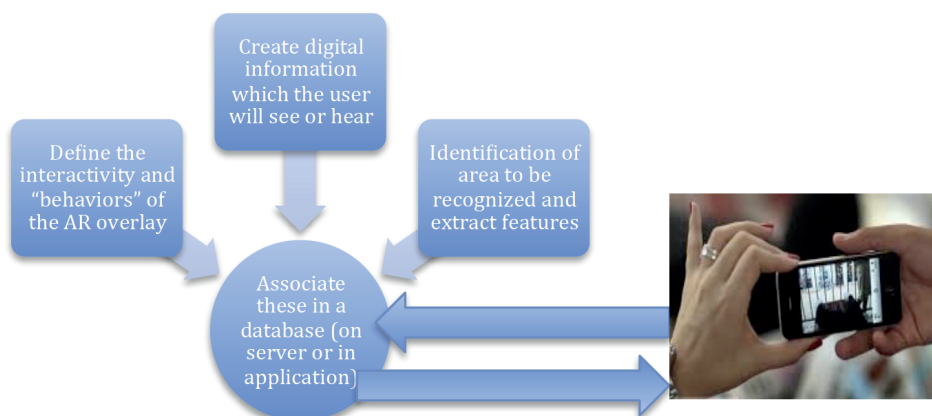 Create digital
information
which the user
will see or hear
Define the
interactivity and
“behaviors” of
the AR overlay
Identification of
area to be
recognized and
extract features
Associate
these in a
database (on
server or in
application)